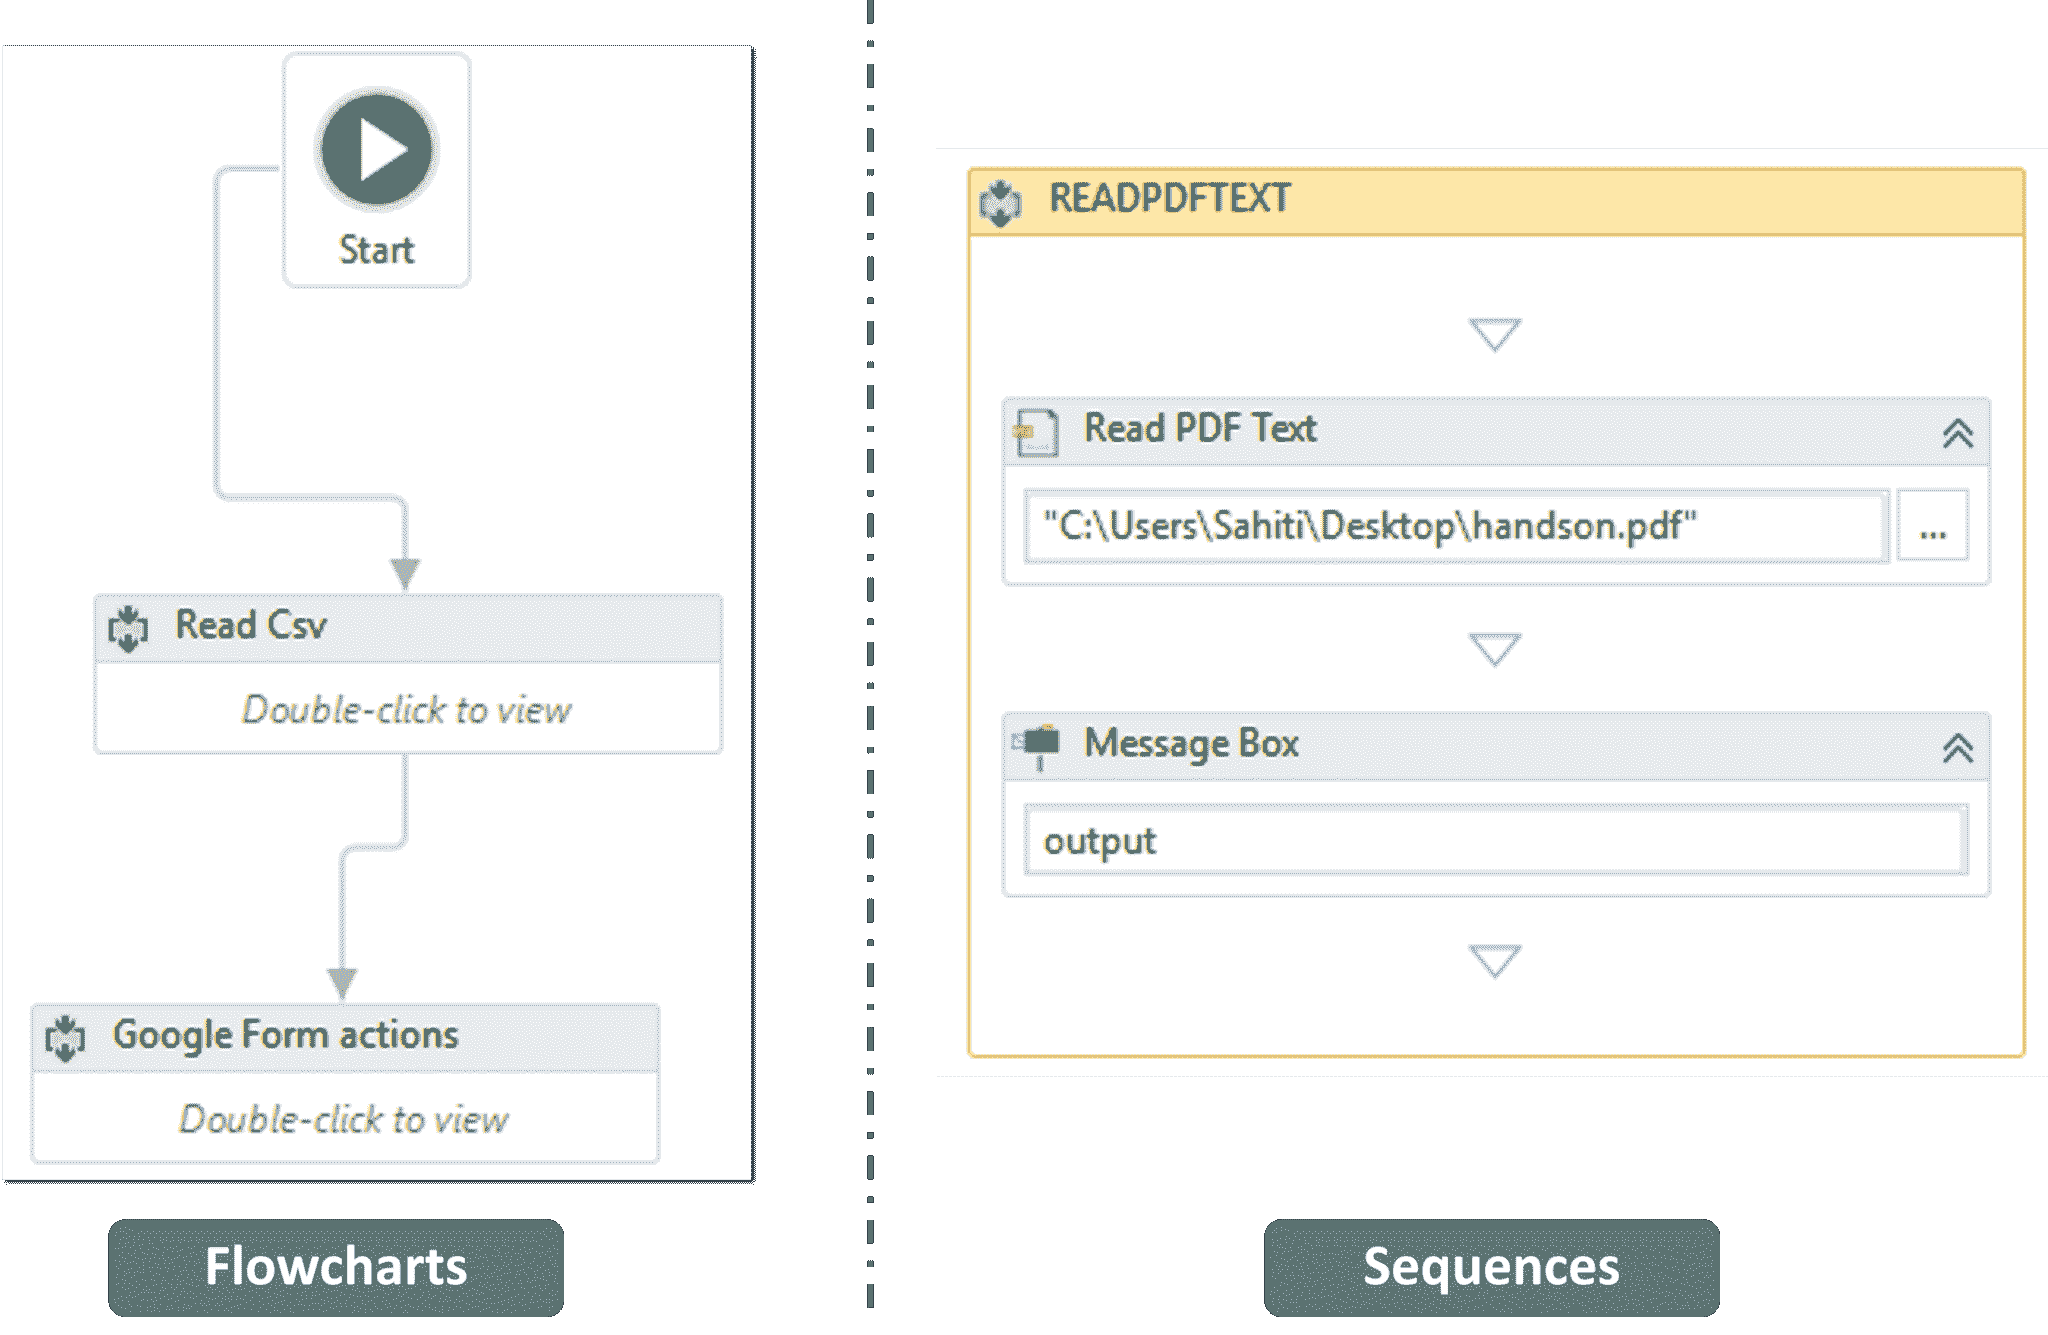 Start
Read Csv
Double-click to view
Google Form actions
Double-click to view
Flowcharts
READPDFTEXT
Read PDF Text
"C:\Users\Sahiti\Desktop\handson.pdf"
...
Message Box
output
Sequences